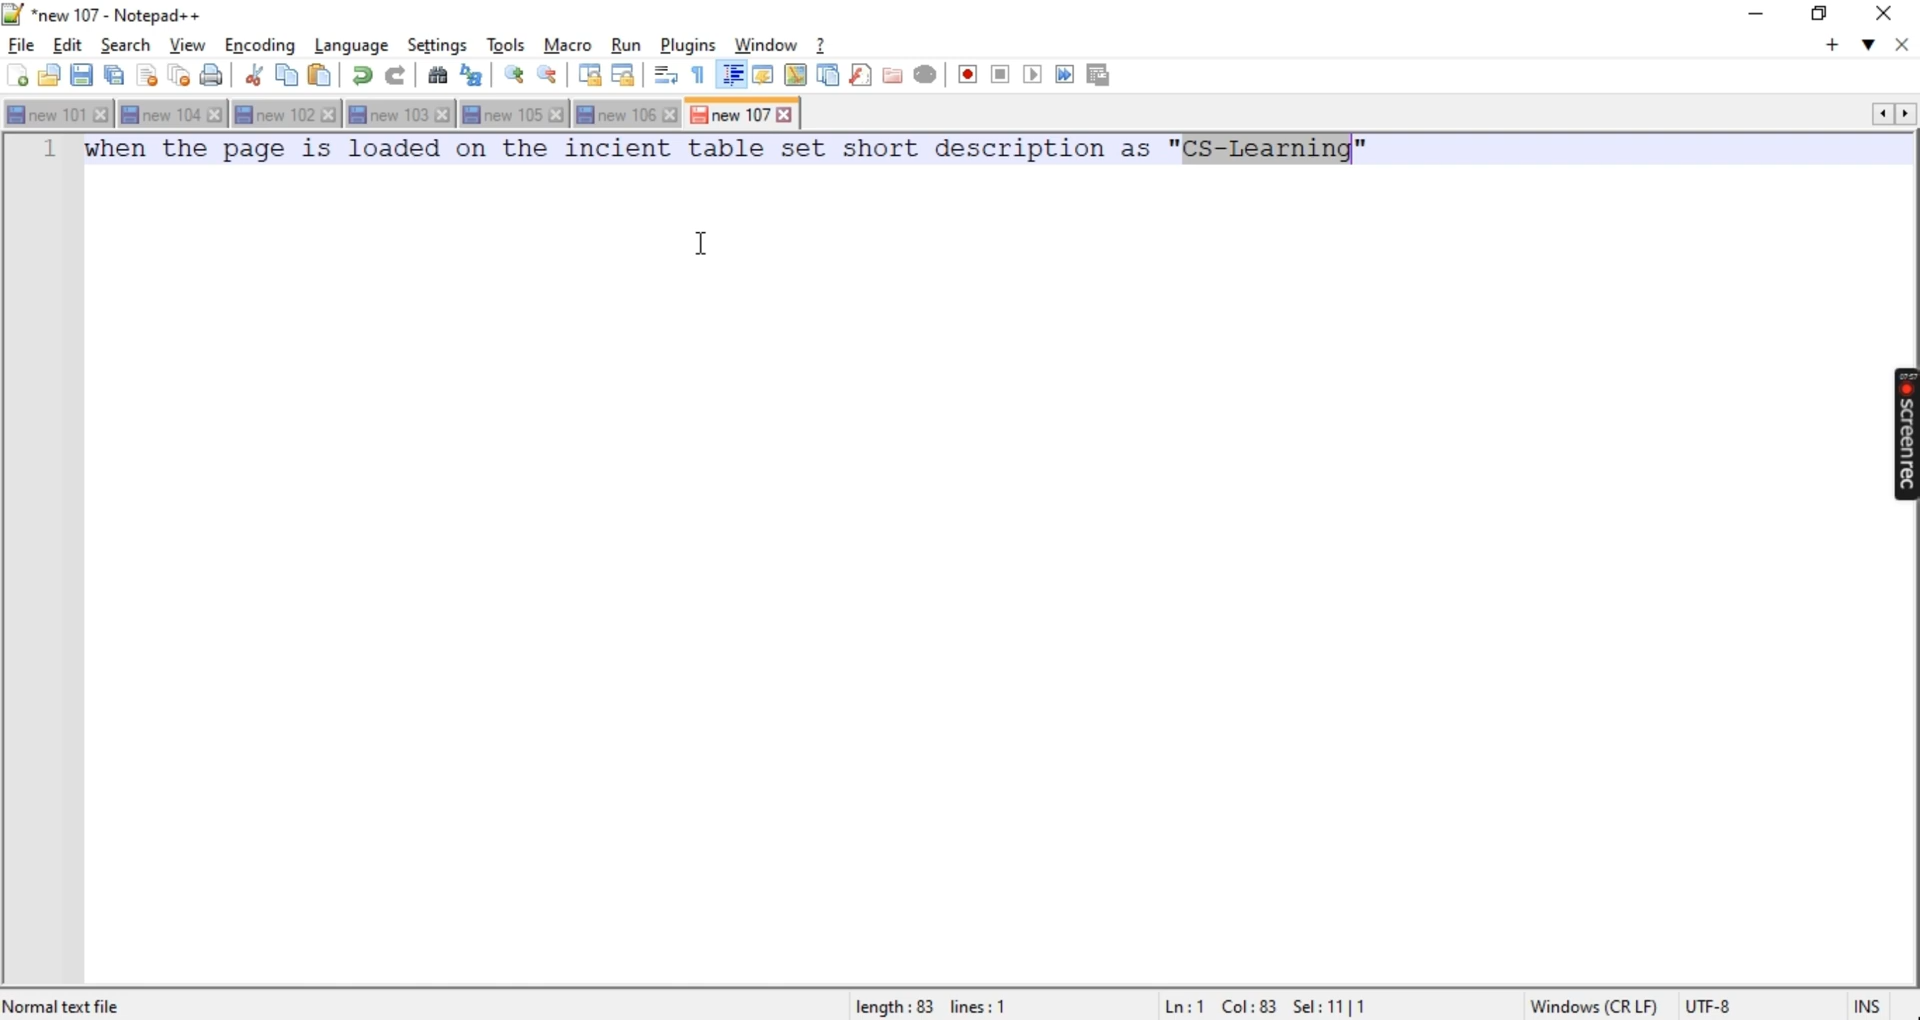 *new 107 - Notepad++
File Edit Search View Encoding Language Settings Tools Macro Run Plugins Window ?
new 101 new 104 new 102 new 103 new 105 new 106 new 107
1 when the page is loaded on the incient table set short description as "CS-Learning"
07:57
screenrec
Normal text file length : 83 lines : 1 Ln : 1 Col : 83 Sel : 11 | 1 Windows (CR LF) UTF-8 INS